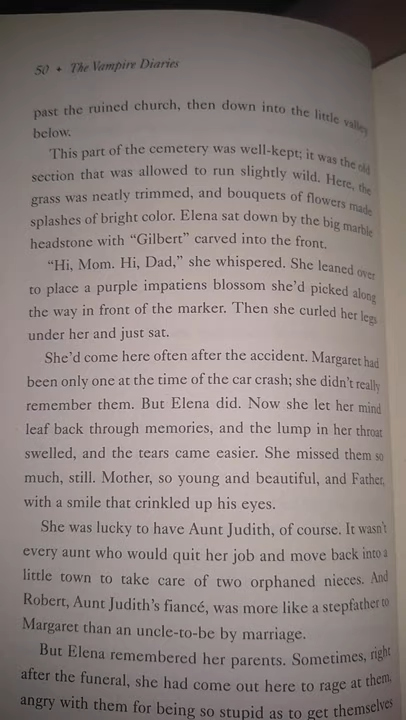 50 • The Vampire Diaries
past the ruined church, then down into the little valley
below.
This part of the cemetery was well-kept; it was the old
section that was allowed to run slightly wild. Here, the
grass was neatly trimmed, and bouquets of flowers made
splashes of bright color. Elena sat down by the big marble
headstone with “Gilbert” carved into the front.
“Hi, Mom. Hi, Dad,” she whispered. She leaned over
to place a purple impatiens blossom she’d picked along
the way in front of the marker. Then she curled her legs
under her and just sat.
She’d come here often after the accident. Margaret had
been only one at the time of the car crash; she didn’t really
remember them. But Elena did. Now she let her mind
leaf back through memories, and the lump in her throat
swelled, and the tears came easier. She missed them so
much, still. Mother, so young and beautiful, and Father,
with a smile that crinkled up his eyes.
She was lucky to have Aunt Judith, of course. It wasn’t
every aunt who would quit her job and move back into a
little town to take care of two orphaned nieces. And
Robert, Aunt Judith’s fiancé, was more like a stepfather to
Margaret than an uncle-to-be by marriage.
But Elena remembered her parents. Sometimes, right
after the funeral, she had come out here to rage at them,
angry with them for being so stupid as to get themselves